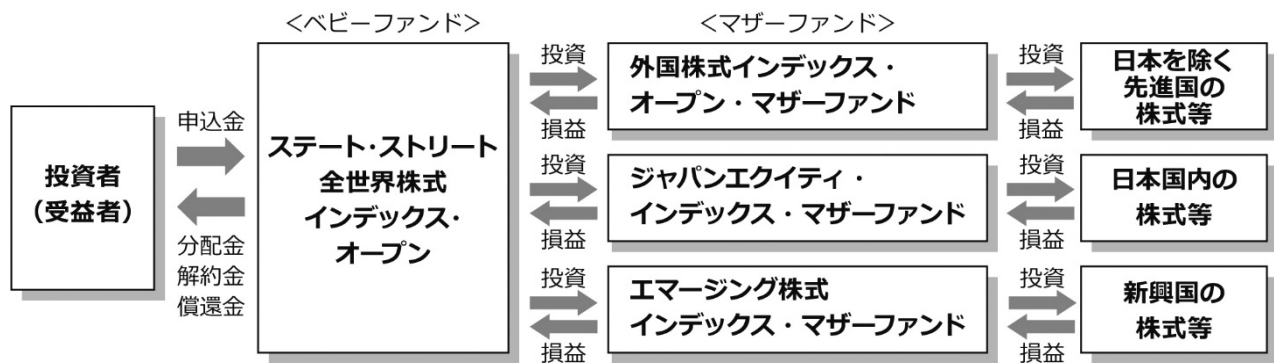 ＜ベビーファンド＞
＜マザーファンド＞
投資者
（受益者）
申込金
分配金
解約金
償還金
ステート・ストリート
全世界株式
インデックス・
オープン
投資
損益
外国株式インデックス・
オープン・マザーファンド
投資
損益
日本を除く
先進国の
株式等
投資
損益
ジャパンエクイティ・
インデックス・マザーファンド
投資
損益
日本国内の
株式等
投資
損益
エマージング株式
インデックス・マザーファンド
投資
損益
新興国の
株式等